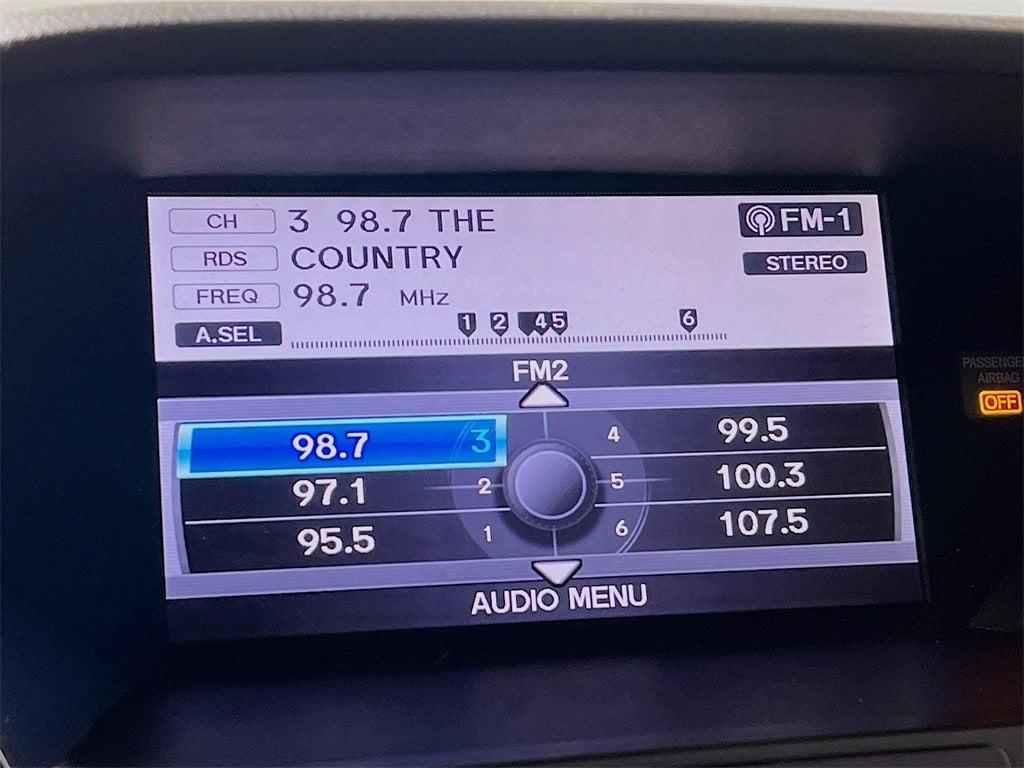 CH 3 98.7 THE FM-1
RDS COUNTRY STEREO
FREQ 98.7 MHz
A.SEL 1 2 4 5 6
FM2
98.7 3 4 99.5
97.1 2 5 100.3
95.5 1 6 107.5
AUDIO MENU
PASSENGER
AIRBAG
OFF